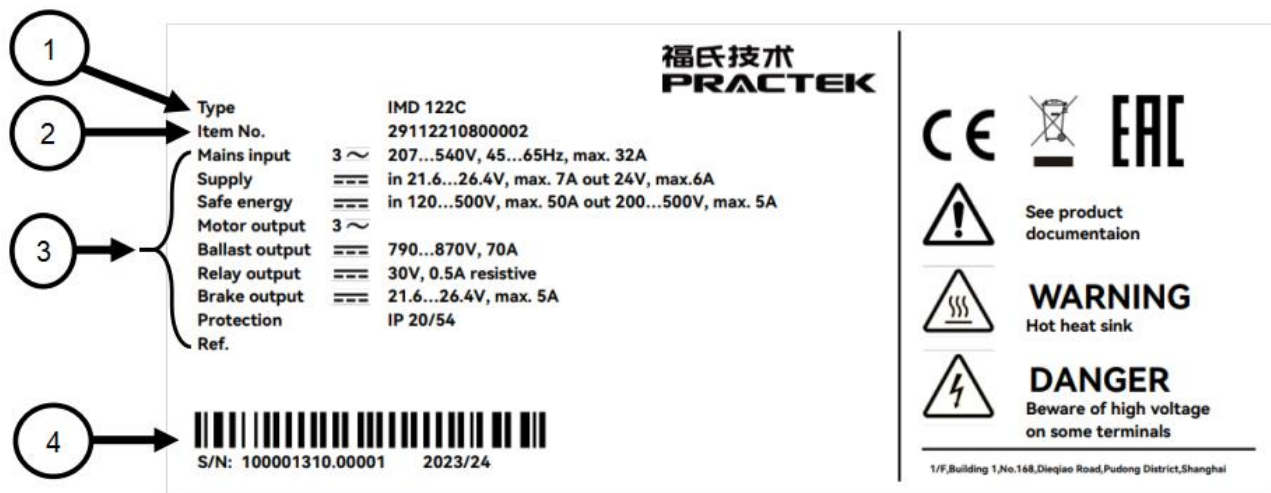 1
2
3
4
福氏技术
PRACTEK
Type IMD 122C
Item No. 29112210800002
Mains input 3～ 207...540V, 45...65Hz, max. 32A
Supply in 21.6...26.4V, max. 7A out 24V, max.6A
Safe energy in 120...500V, max. 50A out 200...500V, max. 5A
Motor output 3～
Ballast output 790...870V, 70A
Relay output 30V, 0.5A resistive
Brake output 21.6...26.4V, max. 5A
Protection IP 20/54
Ref.
S/N: 100001310.00001 2023/24
CE EAC
See product
documentaion
WARNING
Hot heat sink
DANGER
Beware of high voltage
on some terminals
1/F,Building 1,No.168,Dieqiao Road,Pudong District,Shanghai